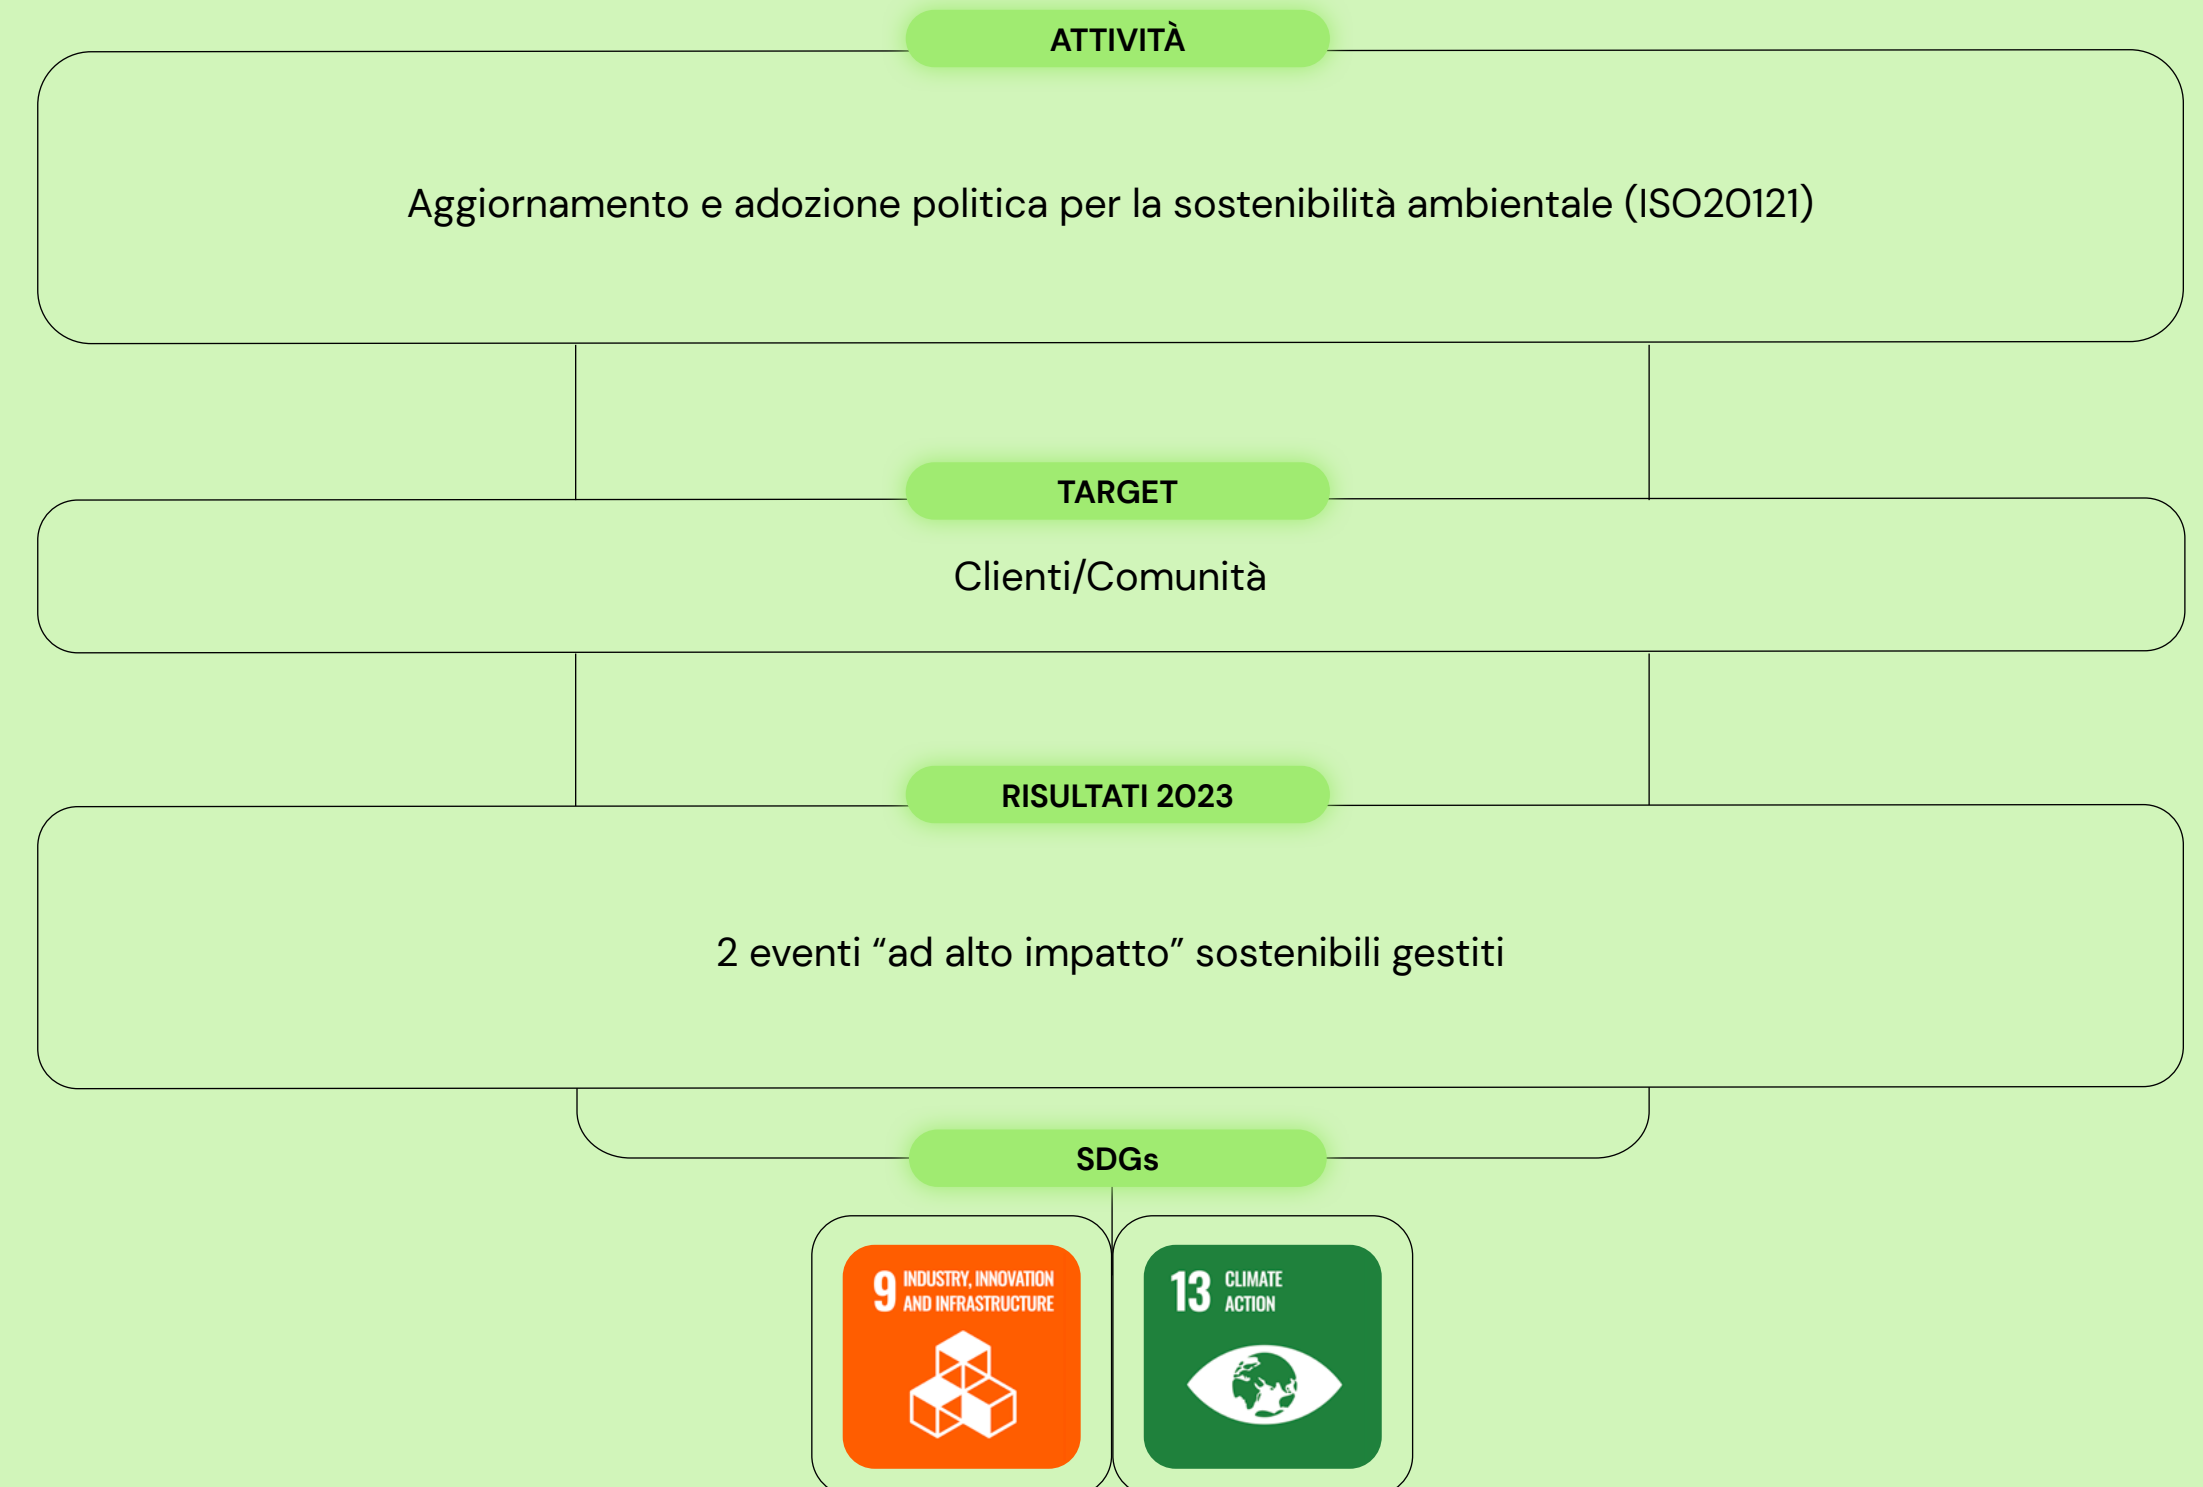 ATTIVITÀ
Aggiornamento e adozione politica per la sostenibilità ambientale (ISO20121)
TARGET
Clienti/Comunità
RISULTATI 2023
2 eventi “ad alto impatto” sostenibili gestiti
SDGs
9 INDUSTRY, INNOVATION
AND INFRASTRUCTURE
13 CLIMATE
ACTION